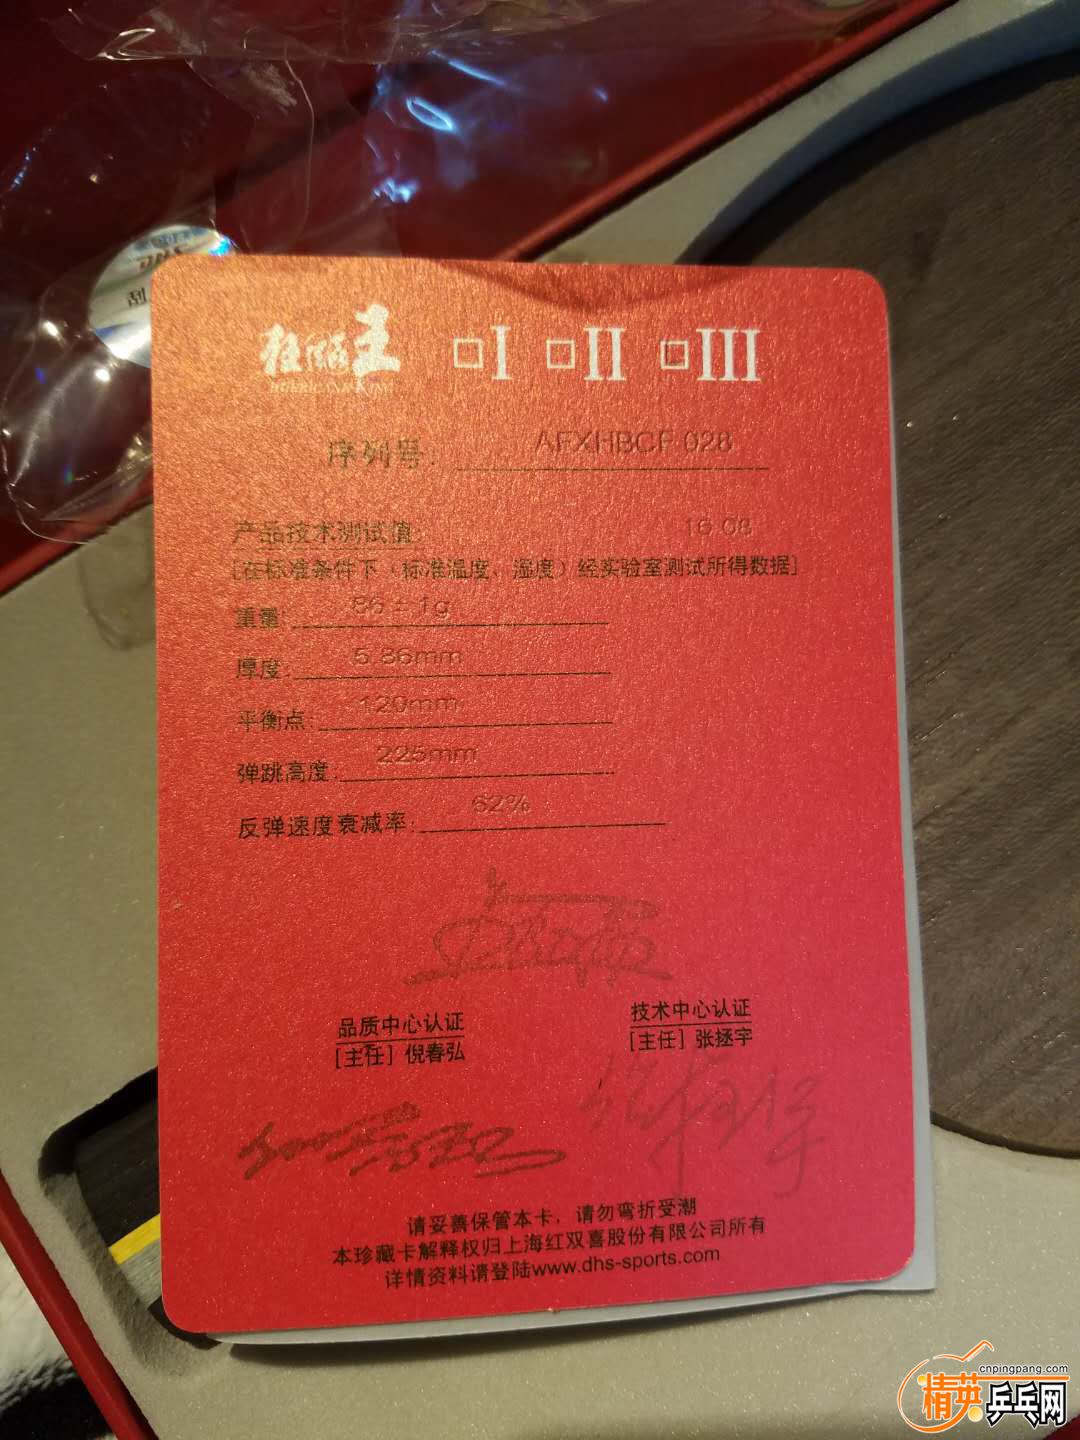 DHS
刮
狂飚王 □I □II □III
序列号: AFXHBCF 028
产品技术测试值: 16 08
[在标准条件下(标准温度、湿度)经实验室测试所得数据]
重量: 86 ± 1g
厚度: 5.86mm
平衡点: 120mm
弹跳高度: 225mm
反弹速度衰减率: 62%
品质中心认证 技术中心认证
[主任] 倪春弘 [主任] 张拯宇
请妥善保管本卡，请勿弯折受潮
本珍藏卡解释权归上海红双喜股份有限公司所有
详情资料请登陆www.dhs-sports.com
cnpingpang.com
精英乒乓网